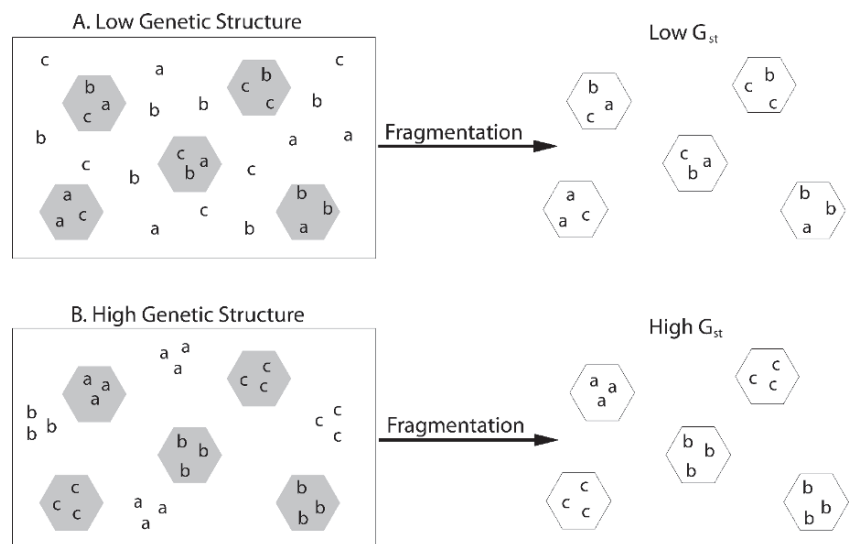 A. Low Genetic Structure
c a c
b c b
a b b c b
c
b a a
c c a c
b b
a b
a c c b
a a b a
Fragmentation
Low Gst
b c b
a c
c
c a
b
a b
a c b
a
B. High Genetic Structure
a a
a
a a c c
a c
b c c
b b b c
b b
b
c a a b
c c a b b
Fragmentation
High Gst
a a c
a c c
b b
b
c b
c c b b